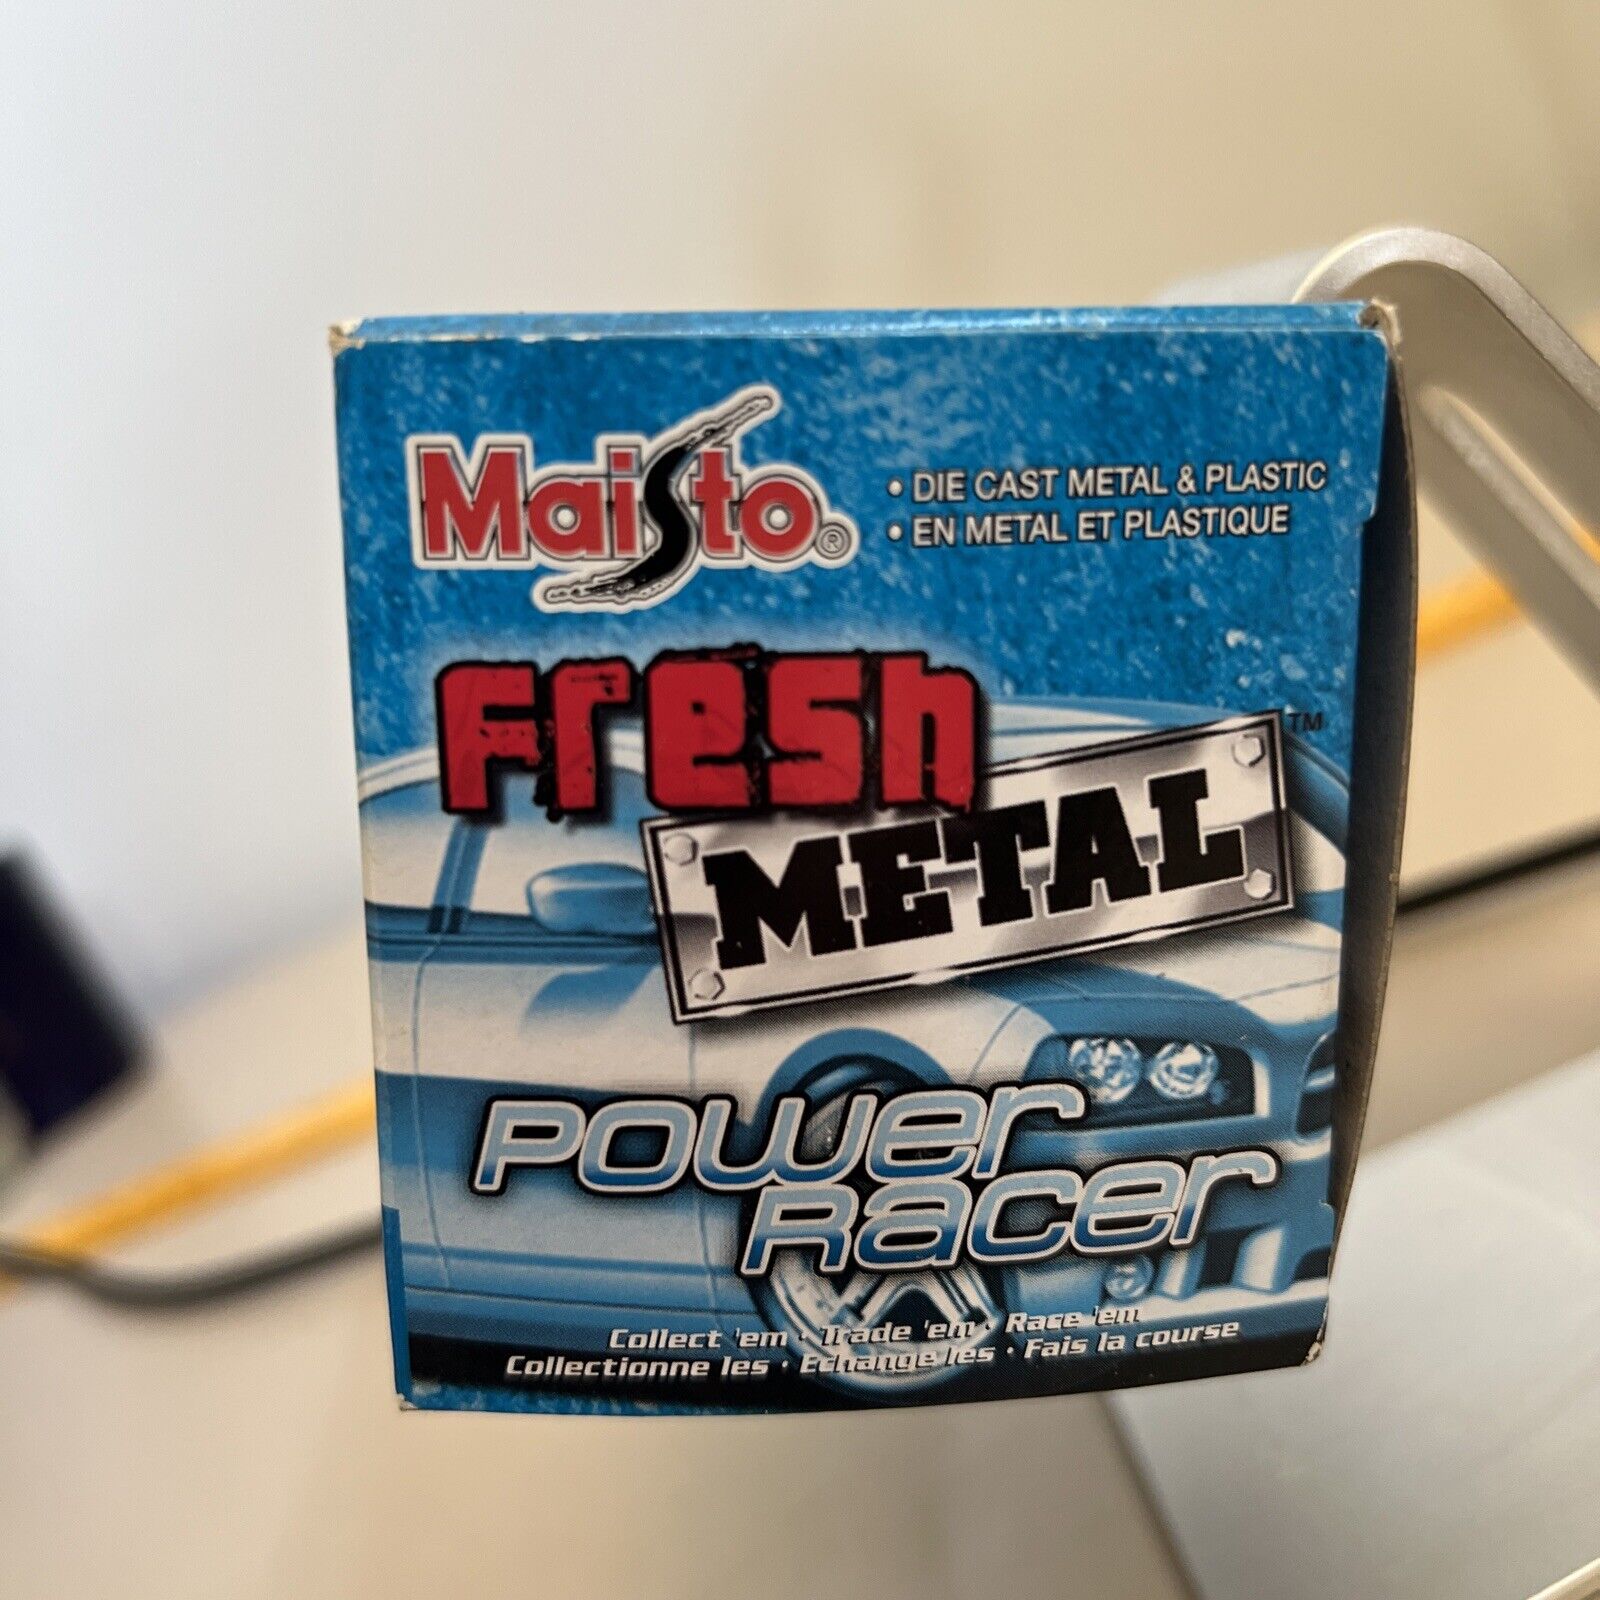 Maisto®
• DIE CAST METAL & PLASTIC
• EN METAL ET PLASTIQUE
Fresh
METAL™
POWER
RACER
Collect 'em • Trade 'em • Race 'em
Collectionne les • Echange les • Fais la course